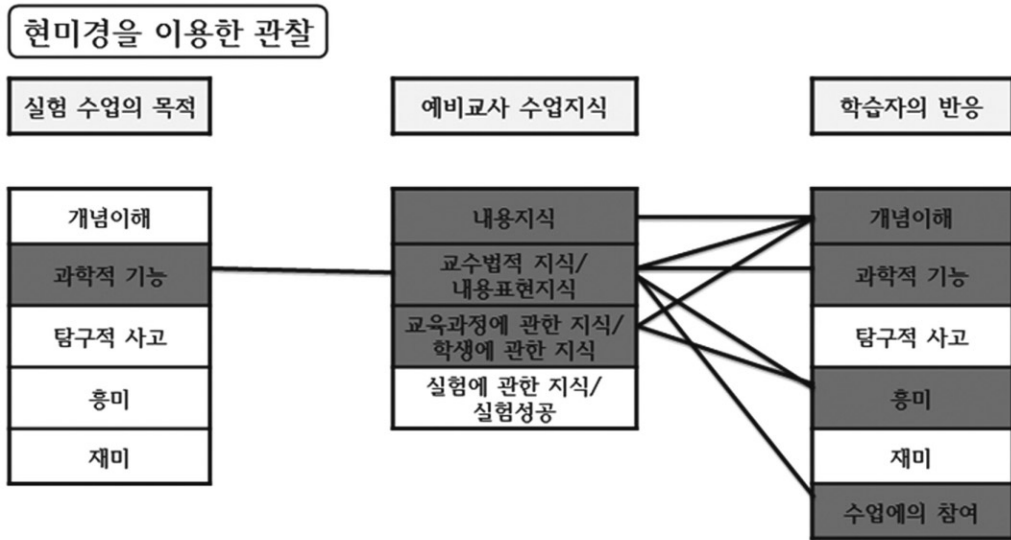 현미경을 이용한 관찰
실험 수업의 목적
예비교사 수업지식
학습자의 반응
개념이해
과학적 기능
탐구적 사고
흥미
재미
내용지식
교수법적 지식/
내용표현지식
교육과정에 관한 지식/
학생에 관한 지식
실험에 관한 지식/
실험성공
개념이해
과학적 기능
탐구적 사고
흥미
재미
수업에의 참여